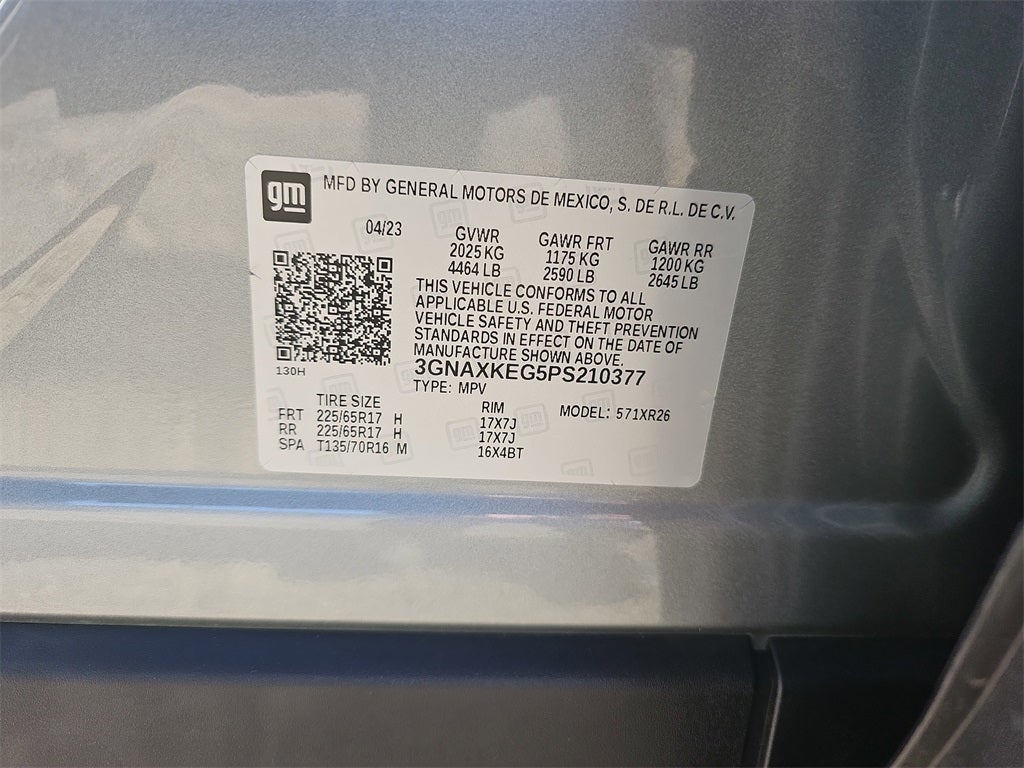 gm
MFD BY GENERAL MOTORS DE MEXICO, S. DE R.L. DE C.V.
04/23 GVWR GAWR FRT GAWR RR
2025 KG 1175 KG 1200 KG
4464 LB 2590 LB 2645 LB
THIS VEHICLE CONFORMS TO ALL
APPLICABLE U.S. FEDERAL MOTOR
VEHICLE SAFETY AND THEFT PREVENTION
STANDARDS IN EFFECT ON THE DATE OF
MANUFACTURE SHOWN ABOVE.
130H
3GNAXKEG5PS210377
TYPE: MPV
TIRE SIZE RIM MODEL: 571XR26
FRT 225/65R17 H 17X7J
RR 225/65R17 H 17X7J
SPA T135/70R16 M 16X4BT